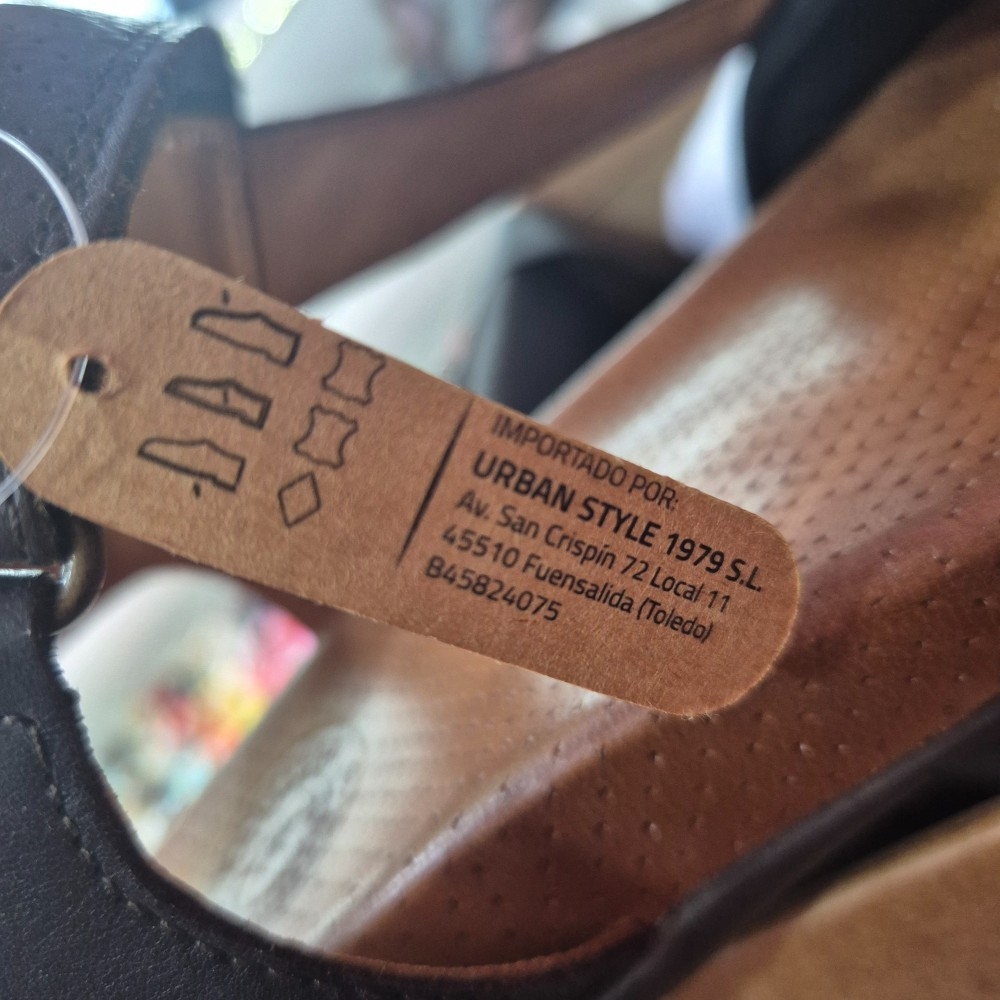 IMPORTADO POR:
URBAN STYLE 1979 S.L.
Av. San Crispín 72 Local 11
45510 Fuensalida (Toledo)
B45824075